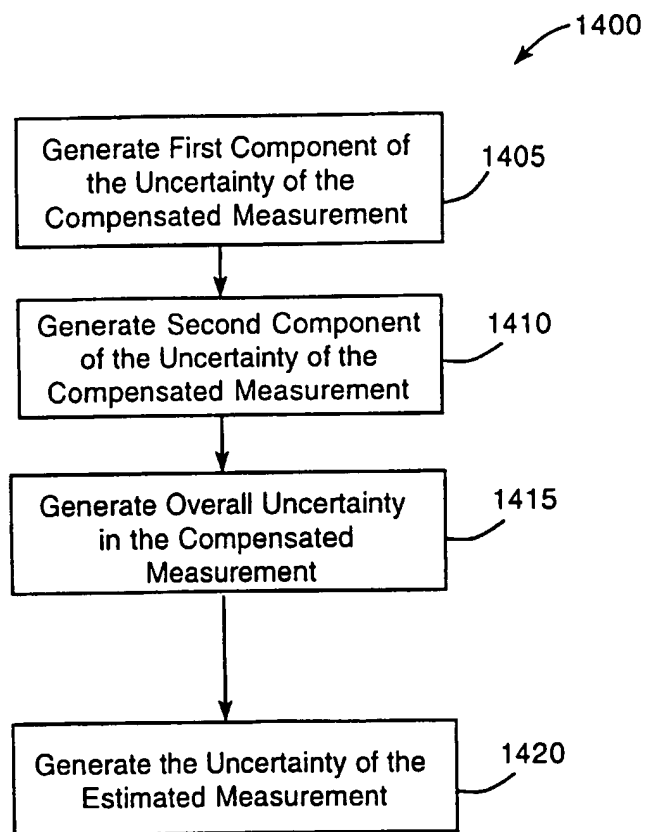 1400
Generate First Component of
the Uncertainty of the
Compensated Measurement
1405
Generate Second Component
of the Uncertainty of the
Compensated Measurement
1410
Generate Overall Uncertainty
in the Compensated
Measurement
1415
Generate the Uncertainty of the
Estimated Measurement
1420